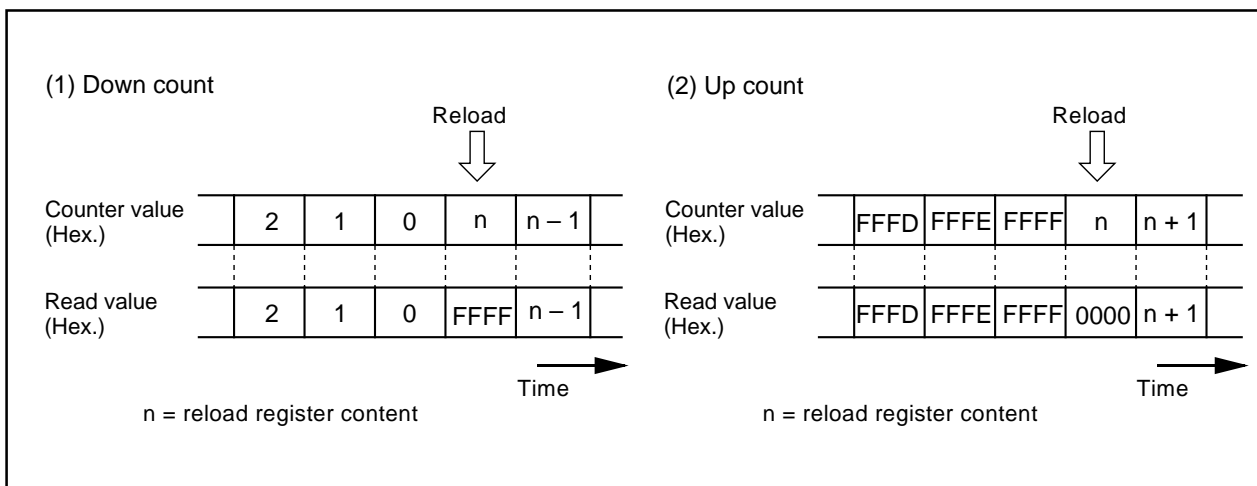 (1) Down count
Reload
Counter value
(Hex.)
2 1 0 n n – 1
Read value
(Hex.)
2 1 0 FFFF n – 1
Time
n = reload register content
(2) Up count
Reload
Counter value
(Hex.)
FFFD FFFE FFFF n n + 1
Read value
(Hex.)
FFFD FFFE FFFF 0000 n + 1
Time
n = reload register content